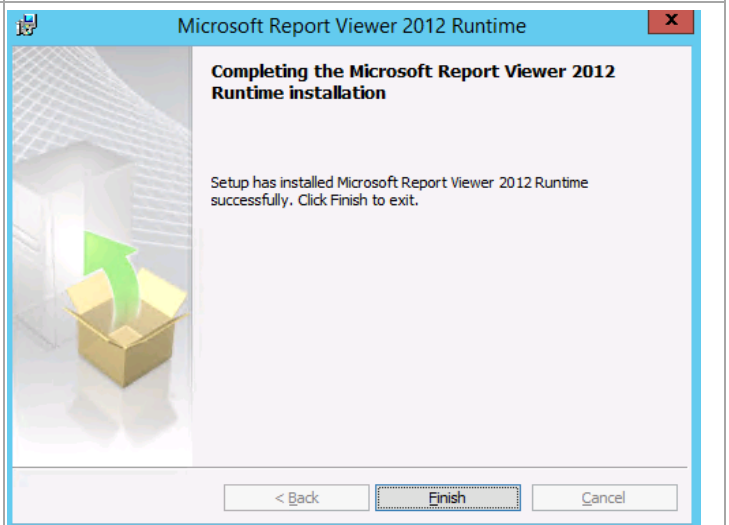 Microsoft Report Viewer 2012 Runtime
x
Completing the Microsoft Report Viewer 2012
Runtime installation
Setup has installed Microsoft Report Viewer 2012 Runtime
successfully. Click Finish to exit.
< Back
Finish
Cancel